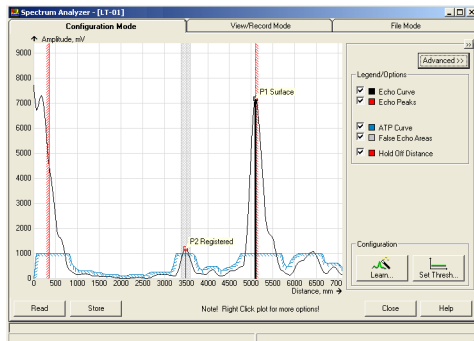 Spectrum Analyzer - [LT-01]
Configuration Mode
View/Record Mode
File Mode
Amplitude, mV
>>
Advanced >>
9000
8000
7000
6000
5000
4000
3000
2000
1000
0
P1 Surface
P2 Registered
0 500 1000 1500 2000 2500 3000 3500 4000 4500 5000 5500 6000 6500 7000
Distance, mm
Legend/Options
Echo Curve
Echo Peaks
ATP Curve
False Echo Areas
Hold Off Distance
Configuration
Learn...
Set Thresh...
Read
Store
Note! Right Click plot for more options!
Close
Help